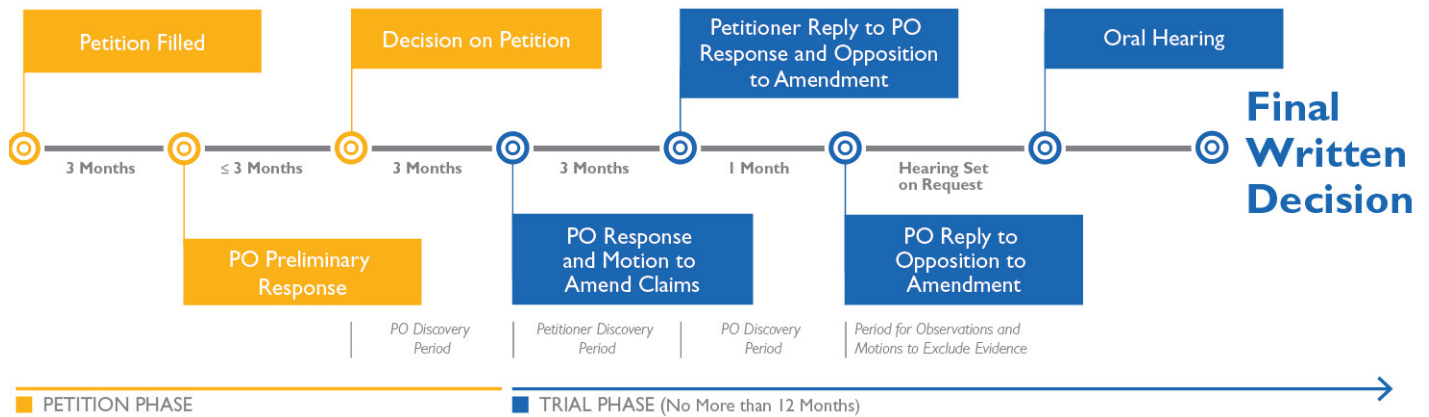 Petition Filled
Decision on Petition
Petitioner Reply to PO
Response and Opposition
to Amendment
Oral Hearing
Final
Written
Decision
3 Months
≤ 3 Months
3 Months
3 Months
1 Month
Hearing Set
on Request
PO Preliminary
Response
PO Response
and Motion to
Amend Claims
PO Reply to
Opposition to
Amendment
PO Discovery
Period
Petitioner Discovery
Period
PO Discovery
Period
Period for Observations and
Motions to Exclude Evidence
PETITION PHASE
TRIAL PHASE (No More than 12 Months)